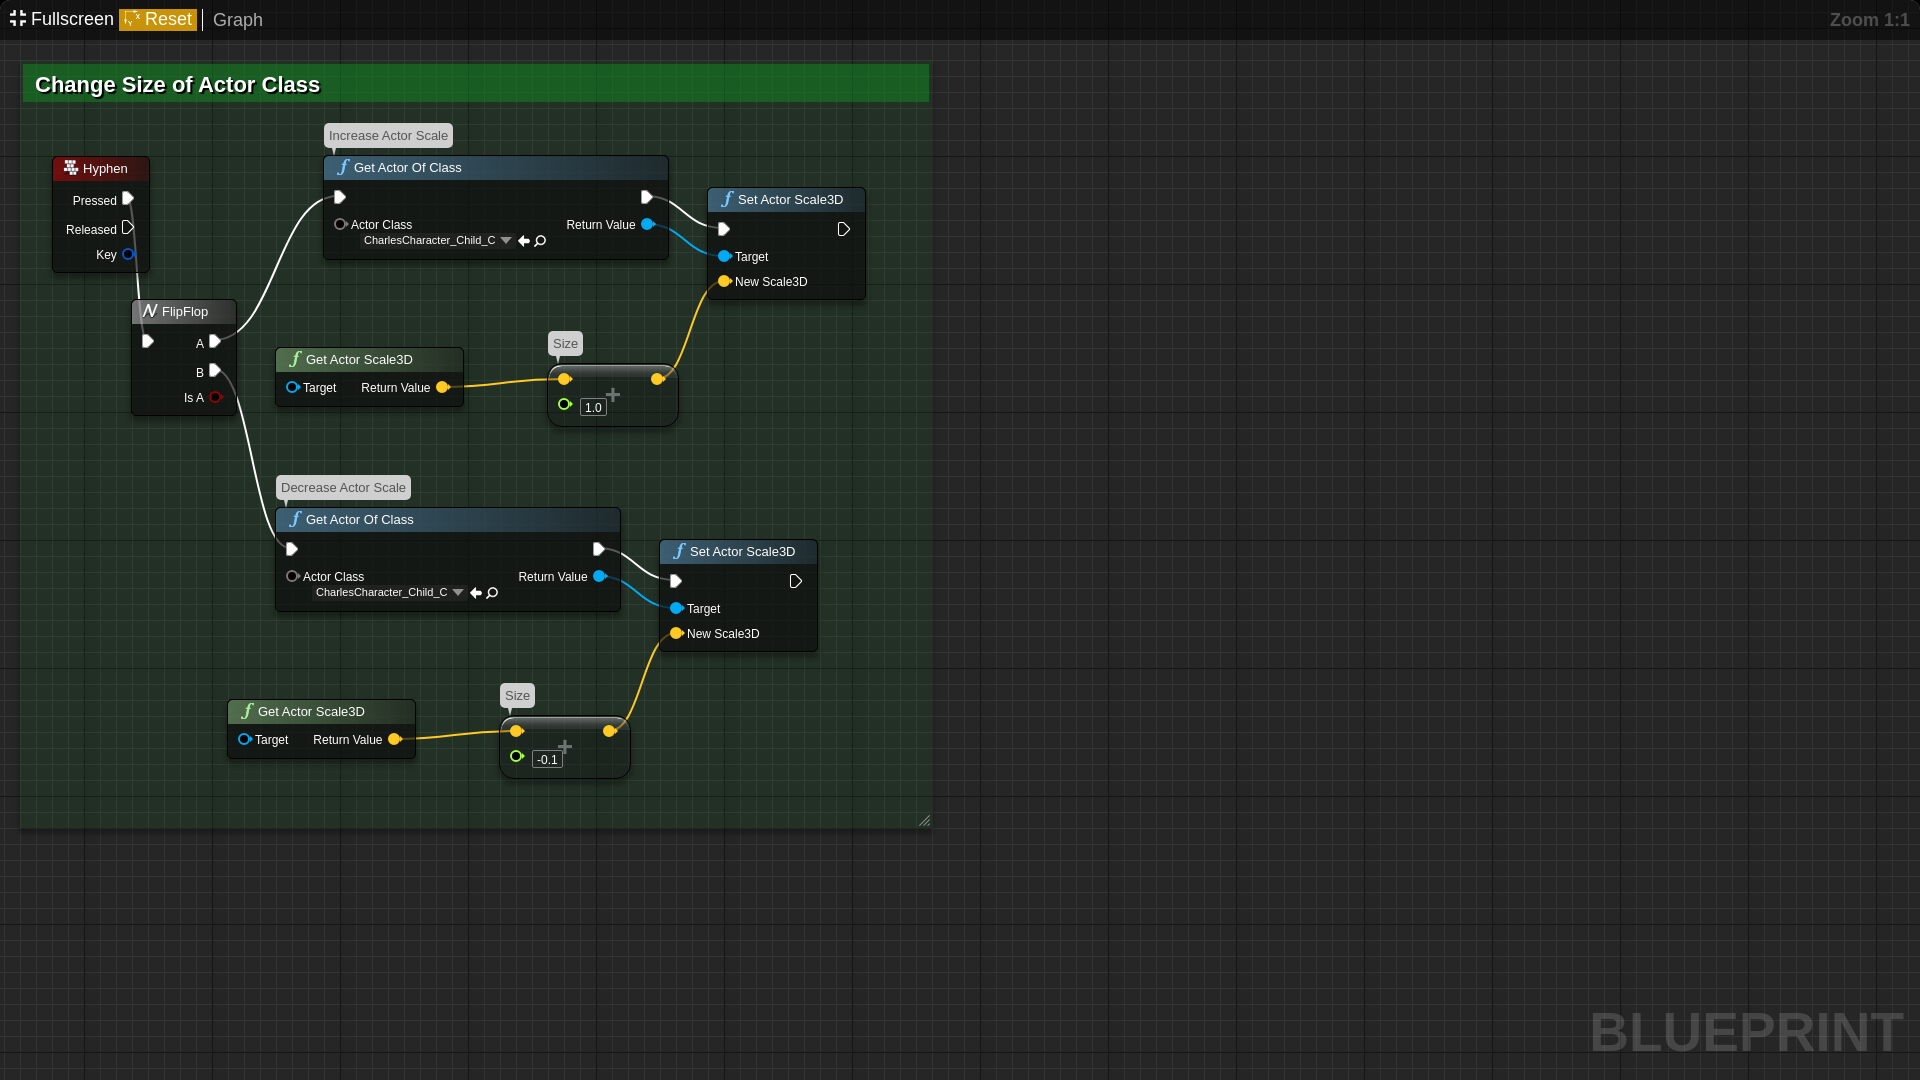 Fullscreen Reset Graph Zoom 1:1
Change Size of Actor Class
Increase Actor Scale
Hyphen
Pressed
Released
Key
Get Actor Of Class
Actor Class
CharlesCharacter_Child_C
Return Value
Set Actor Scale3D
Target
New Scale3D
FlipFlop
A
B
Is A
Get Actor Scale3D
Target Return Value
Size
1.0
Decrease Actor Scale
Get Actor Of Class
Actor Class
CharlesCharacter_Child_C
Return Value
Set Actor Scale3D
Target
New Scale3D
Get Actor Scale3D
Target Return Value
Size
-0.1
BLUEPRINT